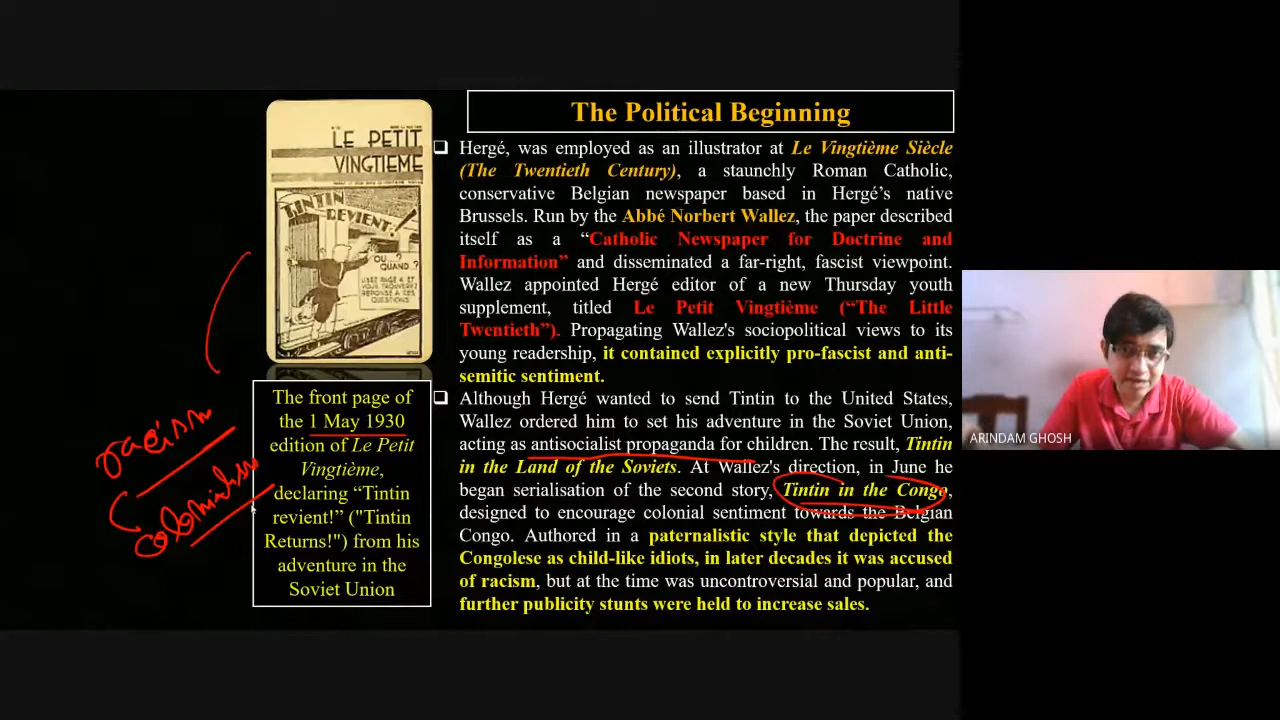 The Political Beginning
LE PETIT
VINGTIEME
TINTIN
REVIENT!
OU...?
QUAND..?
LISEZ PAGE 4 ET
VOUS TROUVEREZ
REPONSE A CES
QUESTIONS
❑ Hergé, was employed as an illustrator at Le Vingtième Siècle
(The Twentieth Century), a staunchly Roman Catholic,
conservative Belgian newspaper based in Hergé’s native
Brussels. Run by the Abbé Norbert Wallez, the paper described
itself as a “Catholic Newspaper for Doctrine and
Information” and disseminated a far-right, fascist viewpoint.
Wallez appointed Hergé editor of a new Thursday youth
supplement, titled Le Petit Vingtième (“The Little
Twentieth”). Propagating Wallez's sociopolitical views to its
young readership, it contained explicitly pro-fascist and anti-
semitic sentiment.
❑ Although Hergé wanted to send Tintin to the United States,
Wallez ordered him to set his adventure in the Soviet Union,
acting as antisocialist propaganda for children. The result, Tintin
in the Land of the Soviets. At Wallez's direction, in June he
began serialisation of the second story, Tintin in the Congo,
designed to encourage colonial sentiment towards the Belgian
Congo. Authored in a paternalistic style that depicted the
Congolese as child-like idiots, in later decades it was accused
of racism, but at the time was uncontroversial and popular, and
further publicity stunts were held to increase sales.
The front page of
the 1 May 1930
edition of Le Petit
Vingtième,
declaring “Tintin
revient!” ("Tintin
Returns!") from his
adventure in the
Soviet Union
racism
colonialism
ARINDAM GHOSH